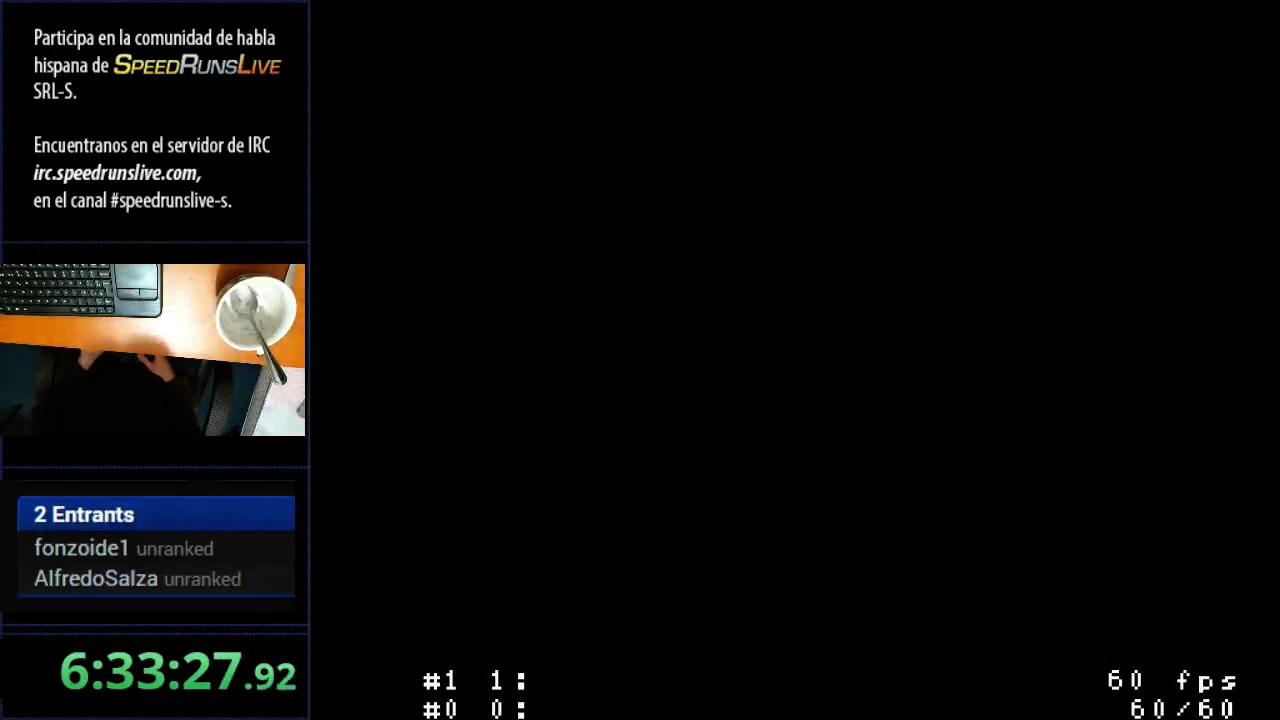 Participa en la comunidad de habla
hispana de SPEEDRUNSLIVE
SRL-S.
Encuentranos en el servidor de IRC
irc.speedrunslive.com,
en el canal #speedrunslive-s.
2 Entrants
fonzoide1 unranked
AlfredoSalza unranked
6:33:27.92
#1 1:
#0 0:
60 fps
60/60